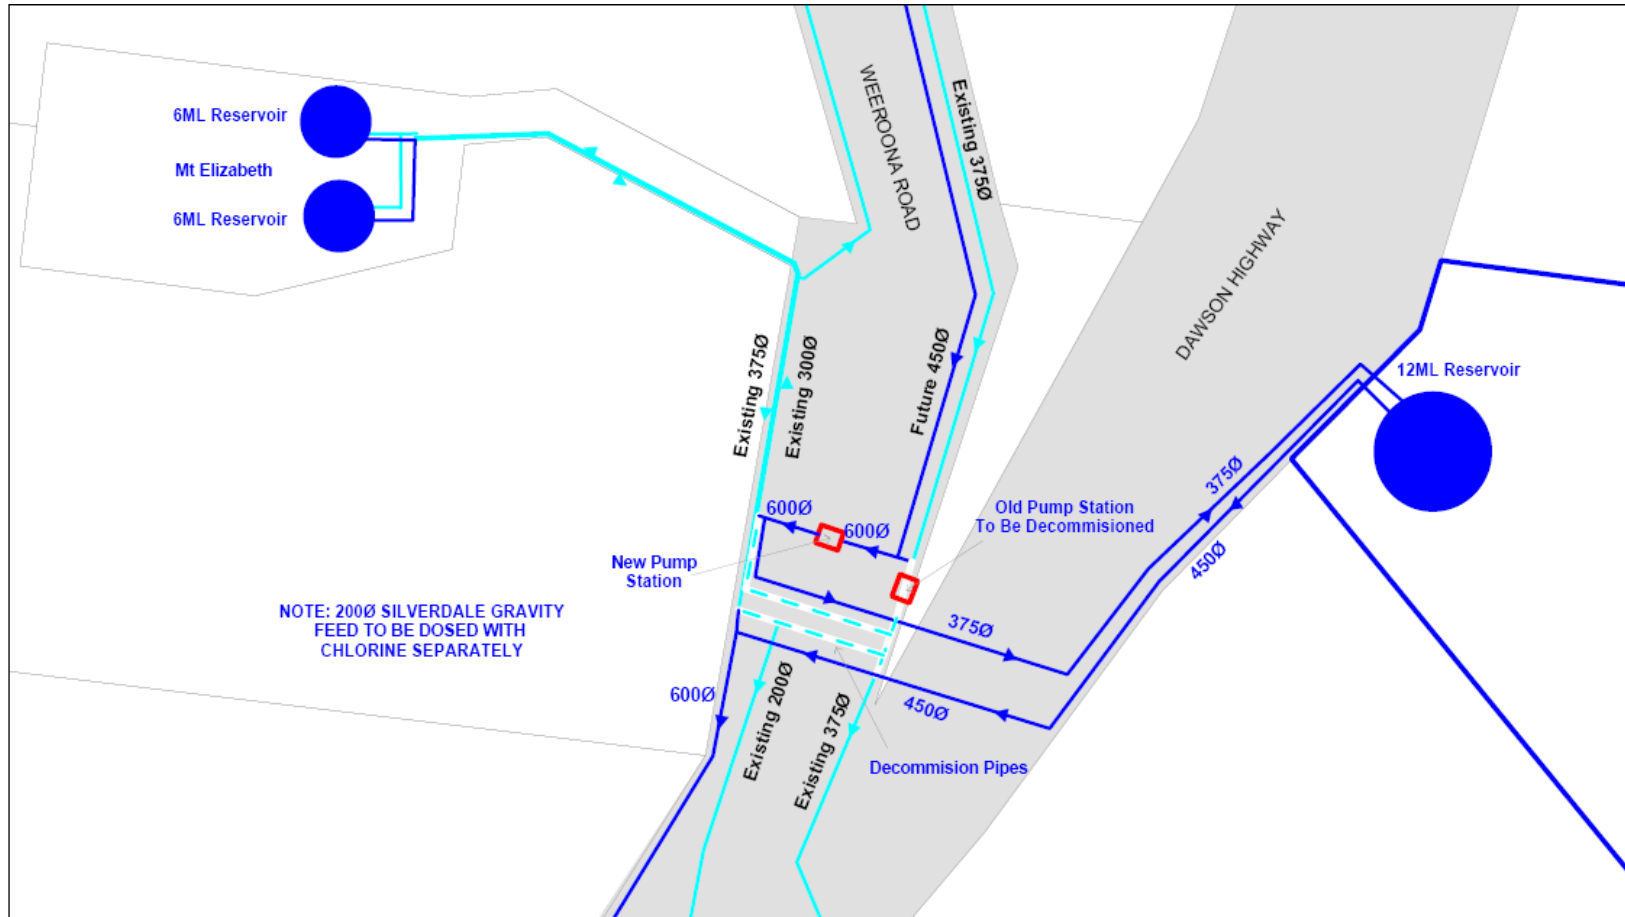 6ML Reservoir
Mt Elizabeth
6ML Reservoir
WEEROONA ROAD
Existing 375Ø
DAWSON HIGHWAY
Existing 375Ø
Existing 300Ø
Future 450Ø
12ML Reservoir
375Ø
450Ø
600Ø
600Ø
Old Pump Station
To Be Decommisioned
New Pump
Station
NOTE: 200Ø SILVERDALE GRAVITY
FEED TO BE DOSED WITH
CHLORINE SEPARATELY
375Ø
600Ø
Existing 200Ø
Existing 375Ø
450Ø
Decommision Pipes